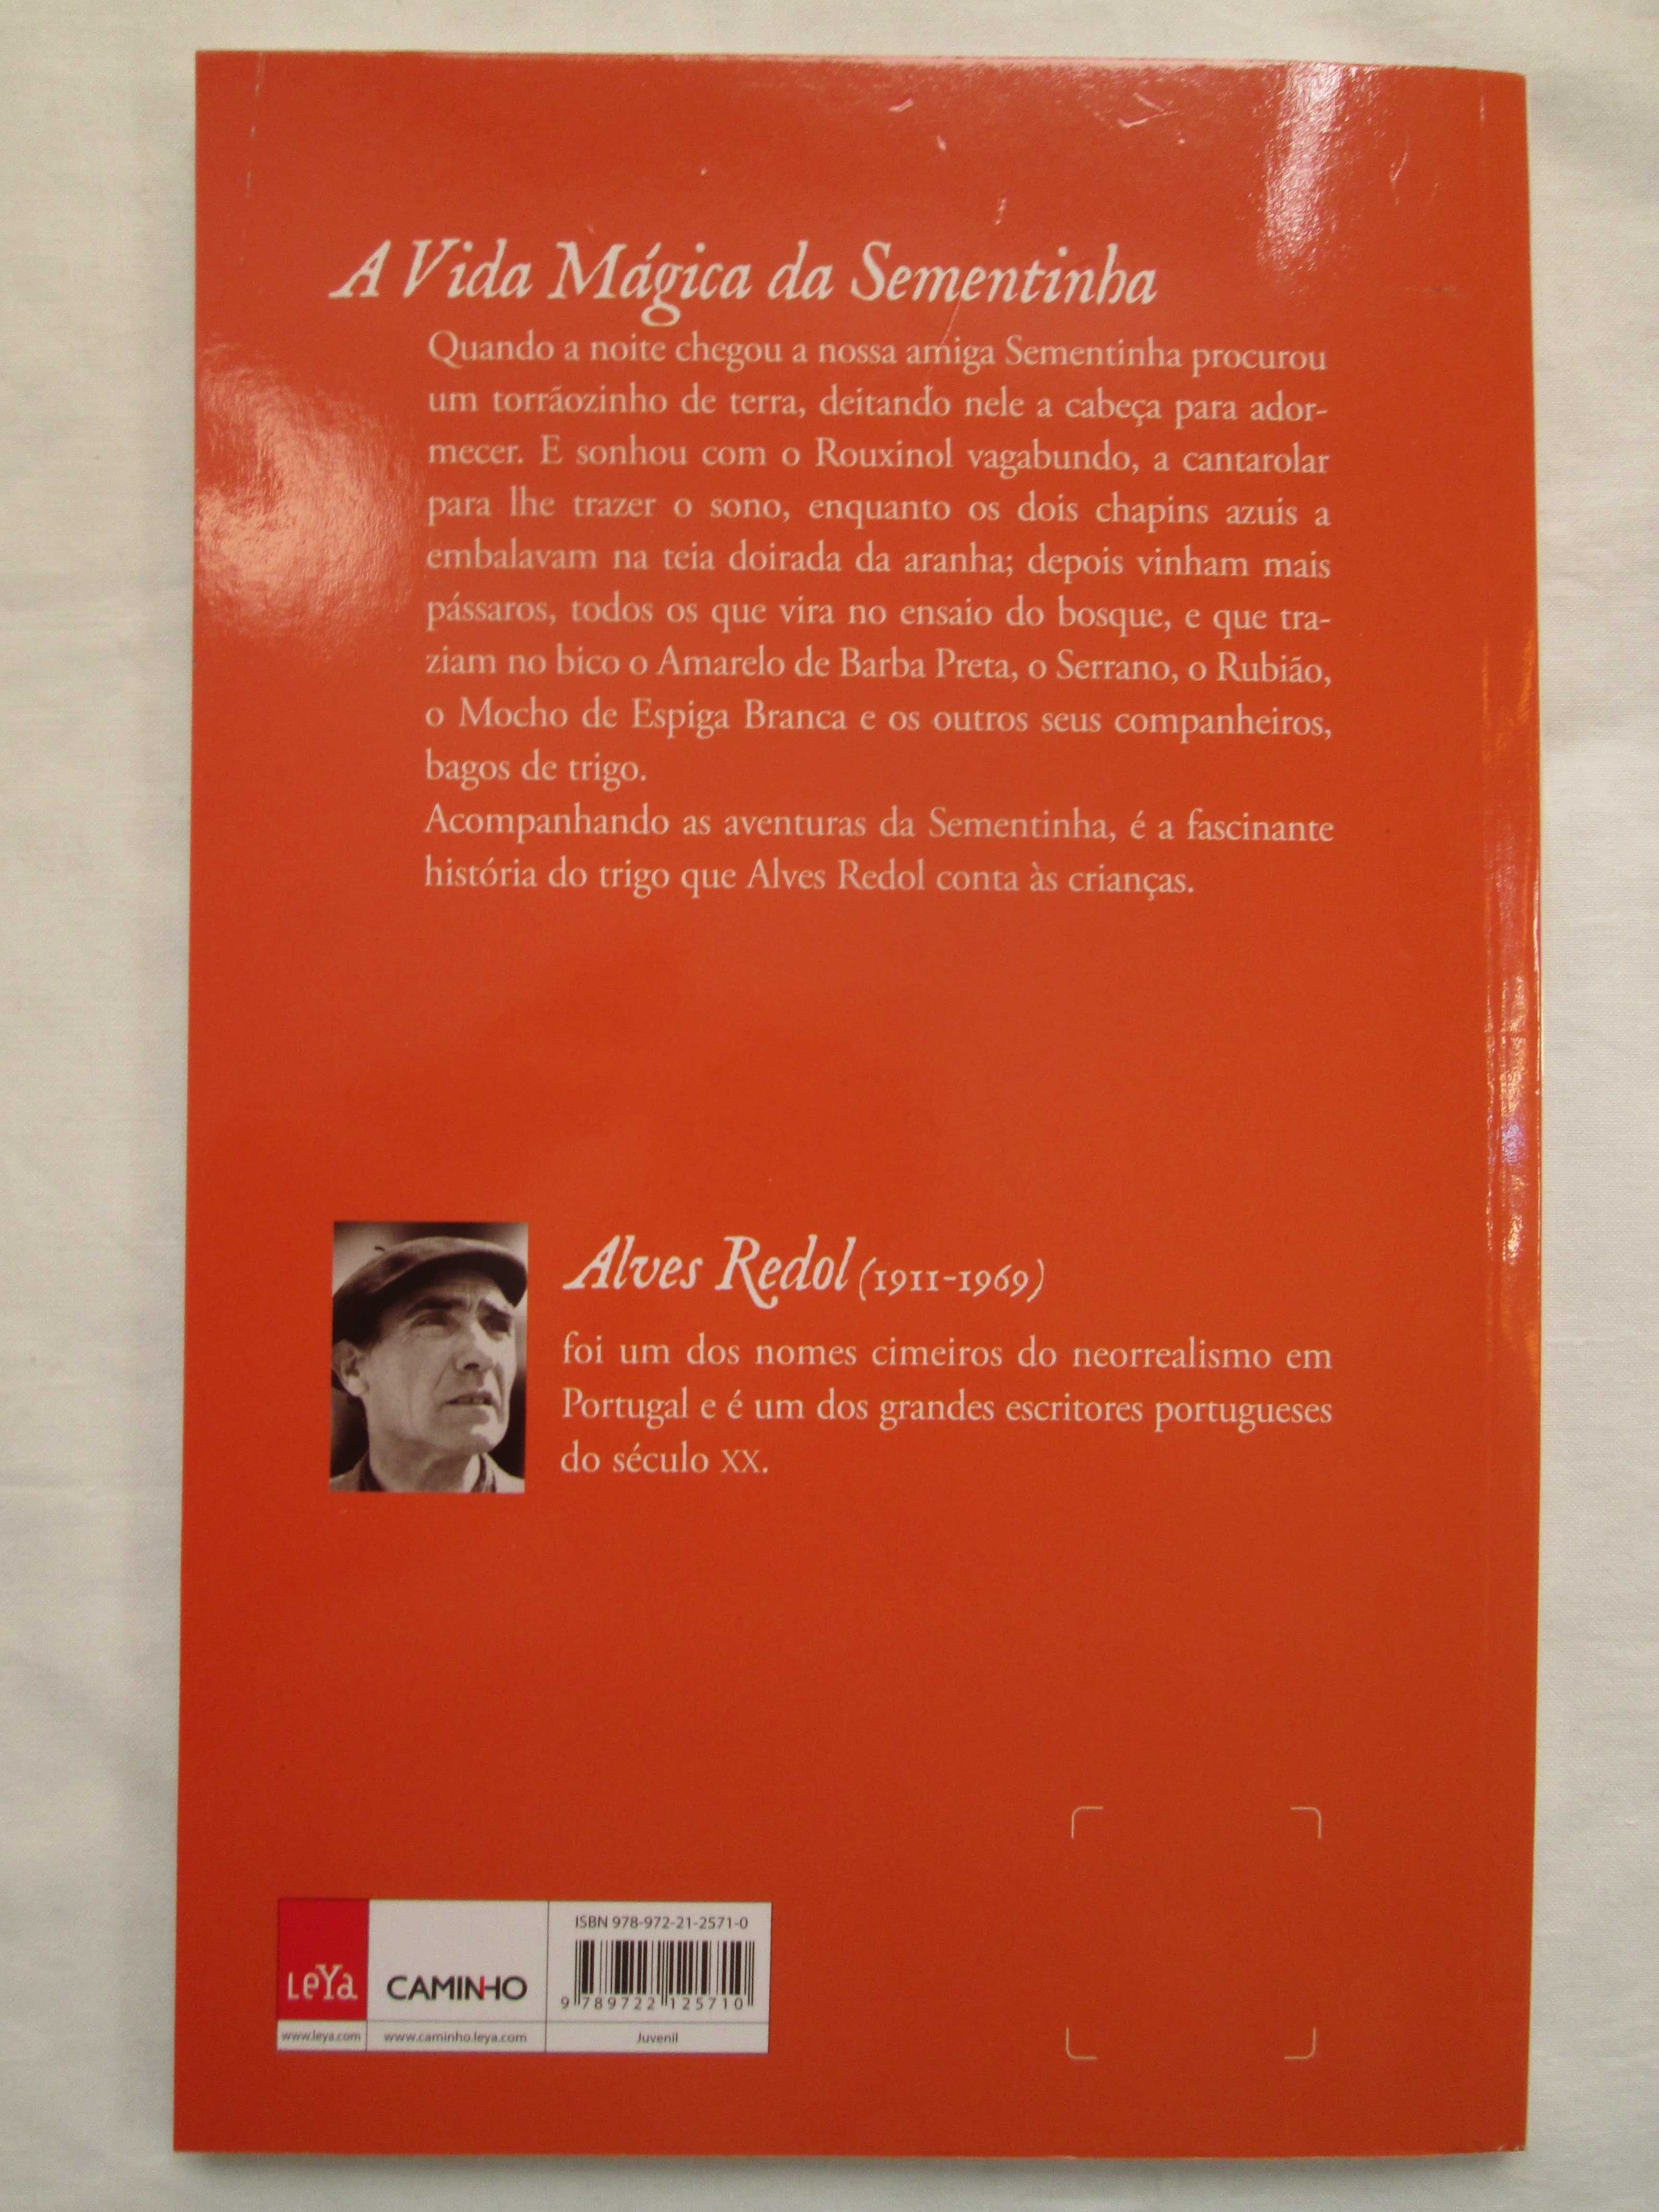 A Vida Mágica da Sementinha
Quando a noite chegou a nossa amiga Sementinha procurou
um torrãozinho de terra, deitando nele a cabeça para ador-
mecer. E sonhou com o Rouxinol vagabundo, a cantarolar
para lhe trazer o sono, enquanto os dois chapins azuis a
embalavam na teia doirada da aranha; depois vinham mais
pássaros, todos os que vira no ensaio do bosque, e que tra-
ziam no bico o Amarelo de Barba Preta, o Serrano, o Rubião,
o Mocho de Espiga Branca e os outros seus companheiros,
bagos de trigo.
Acompanhando as aventuras da Sementinha, é a fascinante
história do trigo que Alves Redol conta às crianças.
Alves Redol (1911-1969)
foi um dos nomes cimeiros do neorrealismo em
Portugal e é um dos grandes escritores portugueses
do século XX.
LeYa
www.leya.com
CAMINHO
www.caminho.leya.com
ISBN 978-972-21-2571-0
9 789722 125710
Juvenil